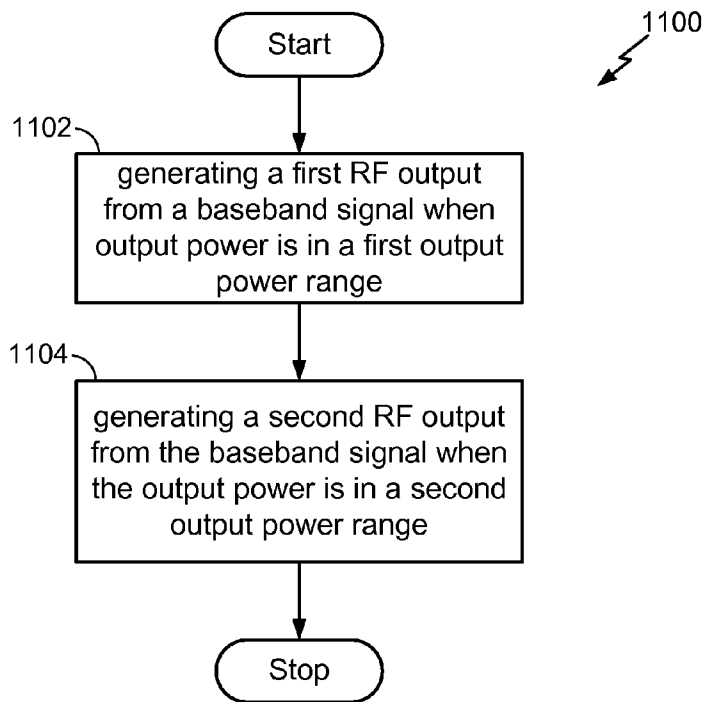 Start
1100
1102
generating a first RF output
from a baseband signal when
output power is in a first output
power range
1104
generating a second RF output
from the baseband signal when
the output power is in a second
output power range
Stop